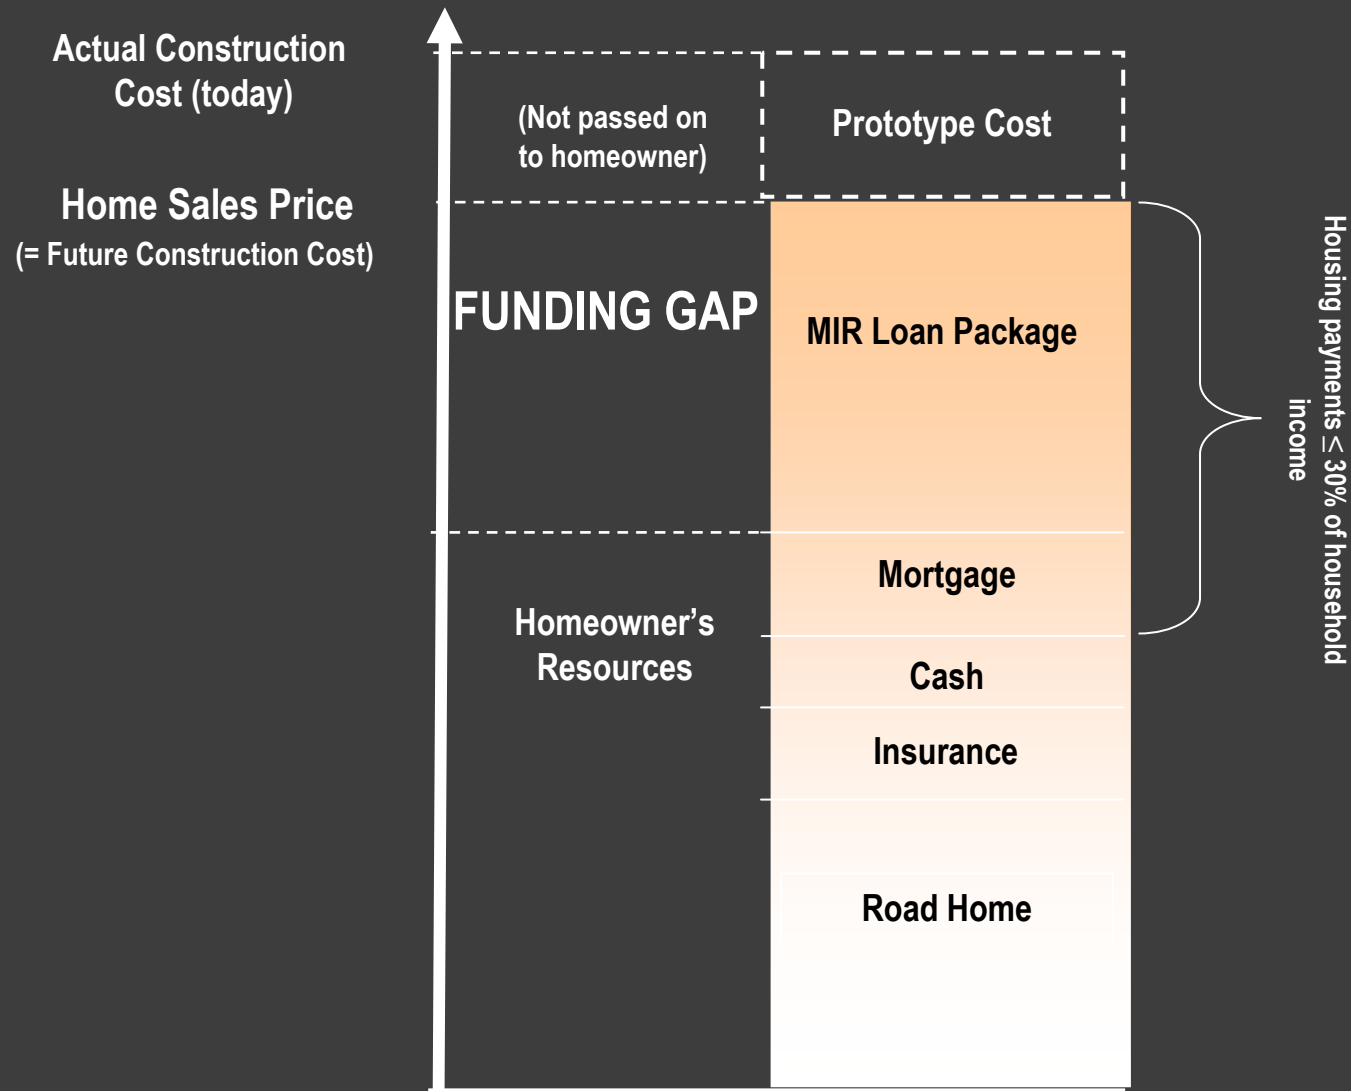 Actual Construction
Cost (today)
(Not passed on
to homeowner)
Prototype Cost
Home Sales Price
(= Future Construction Cost)
FUNDING GAP
MIR Loan Package
Housing payments ≤ 30% of household
income
Mortgage
Homeowner’s
Resources
Cash
Insurance
Road Home